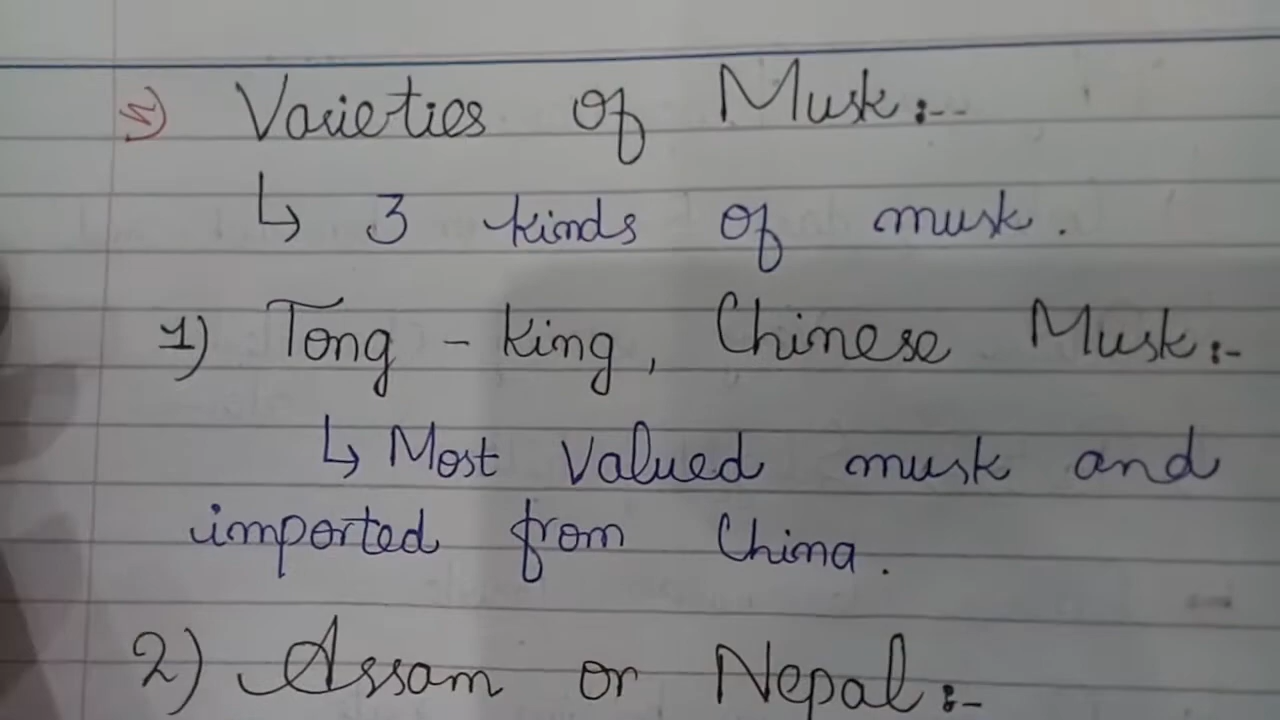 Varieties of Musk:--
↳ 3 kinds of musk.
1) Tong - king, Chinese Musk:-
↳ Most Valued musk and
imported from China.
2) Assam or Nepal:-